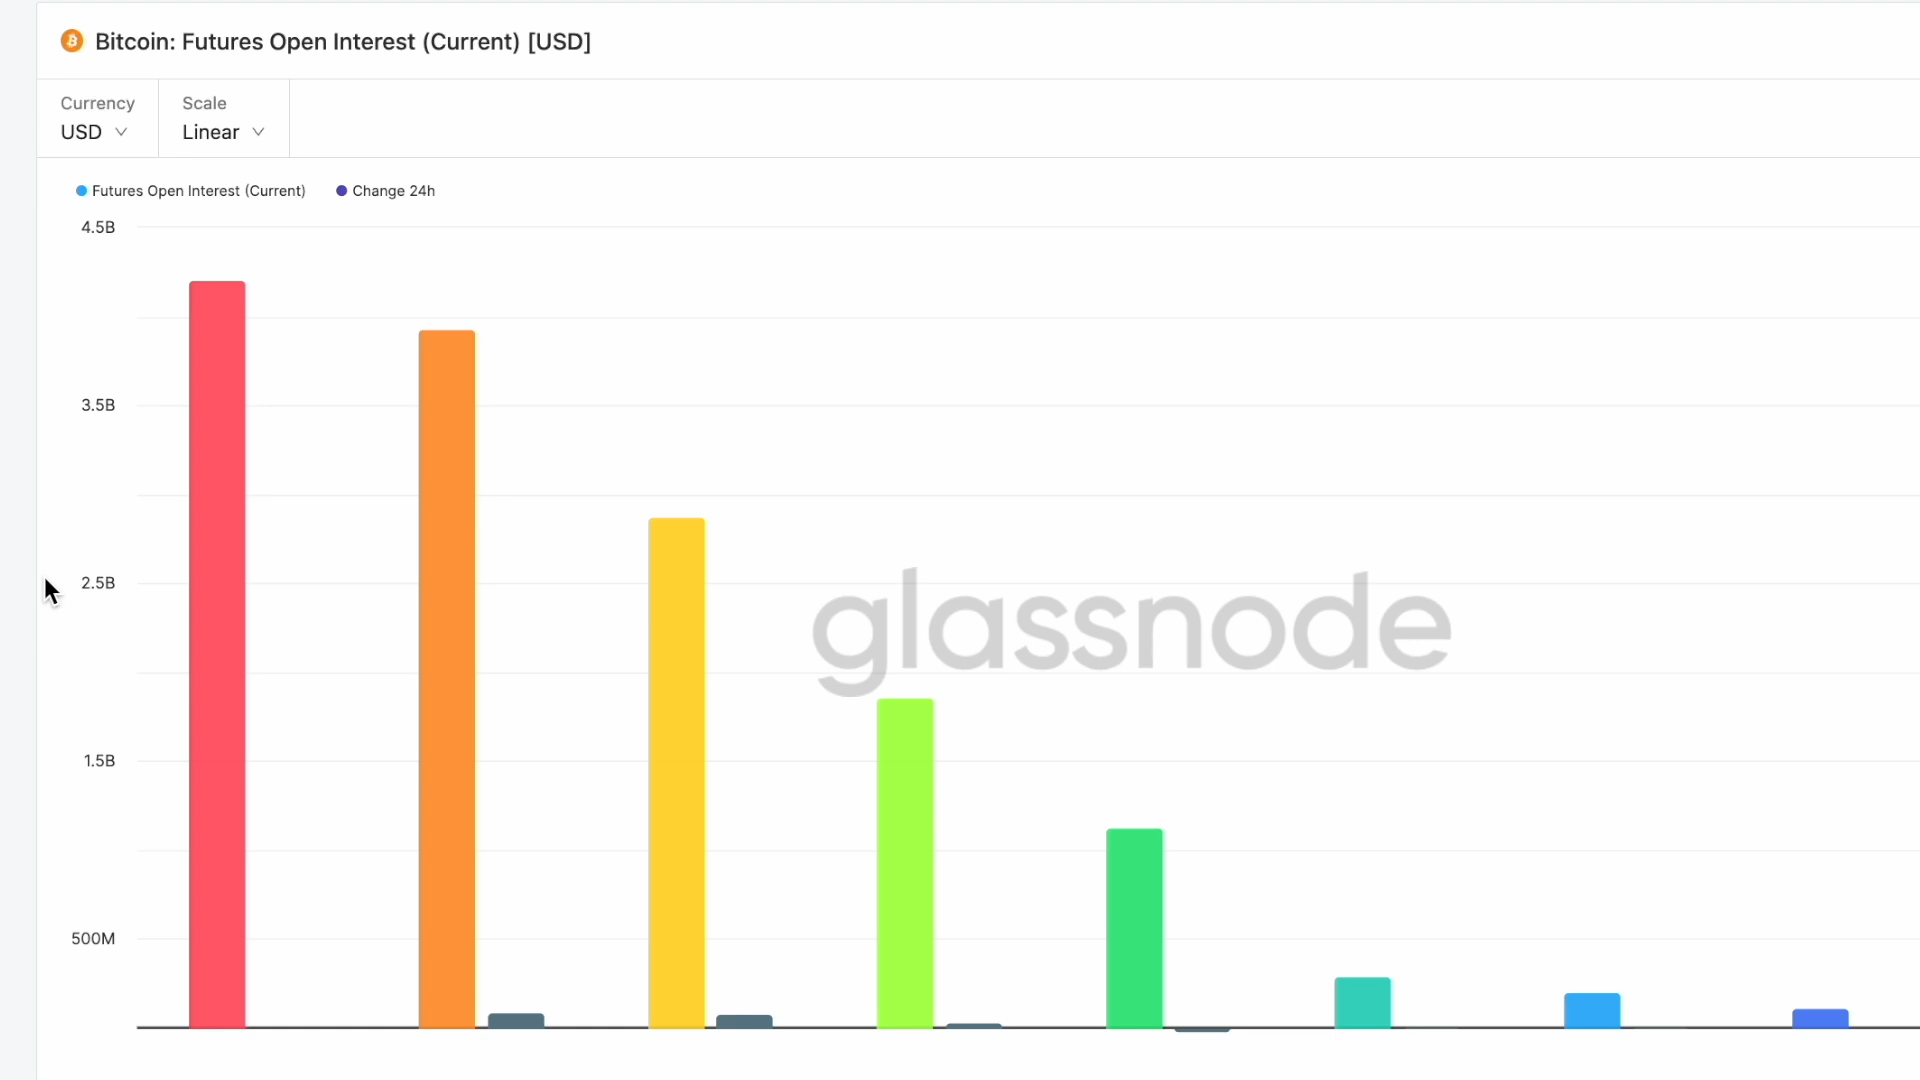 Bitcoin: Futures Open Interest (Current) [USD]
Currency
USD
Scale
Linear
Futures Open Interest (Current)
Change 24h
4.5B
3.5B
2.5B
1.5B
500M
glassnode